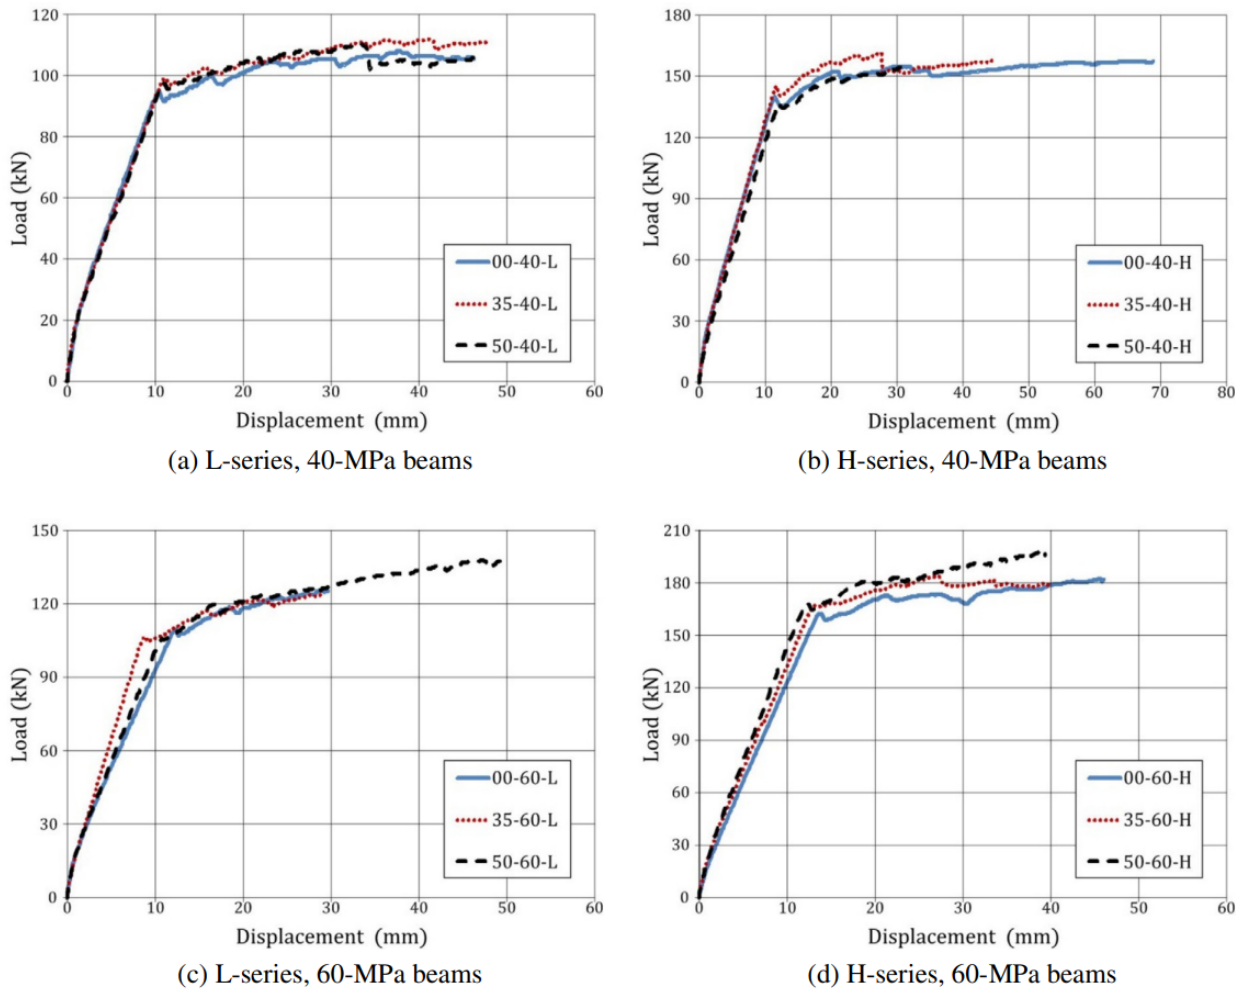 120
100
80
60
40
20
0
Load (kN)
00-40-L
35-40-L
50-40-L
0 10 20 30 40 50 60
Displacement (mm)
(a) L-series, 40-MPa beams
180
150
120
90
60
30
0
Load (kN)
00-40-H
35-40-H
50-40-H
0 10 20 30 40 50 60 70 80
Displacement (mm)
(b) H-series, 40-MPa beams
150
120
90
60
30
0
Load (kN)
00-60-L
35-60-L
50-60-L
0 10 20 30 40 50 60
Displacement (mm)
(c) L-series, 60-MPa beams
210
180
150
120
90
60
30
0
Load (kN)
00-60-H
35-60-H
50-60-H
0 10 20 30 40 50 60
Displacement (mm)
(d) H-series, 60-MPa beams